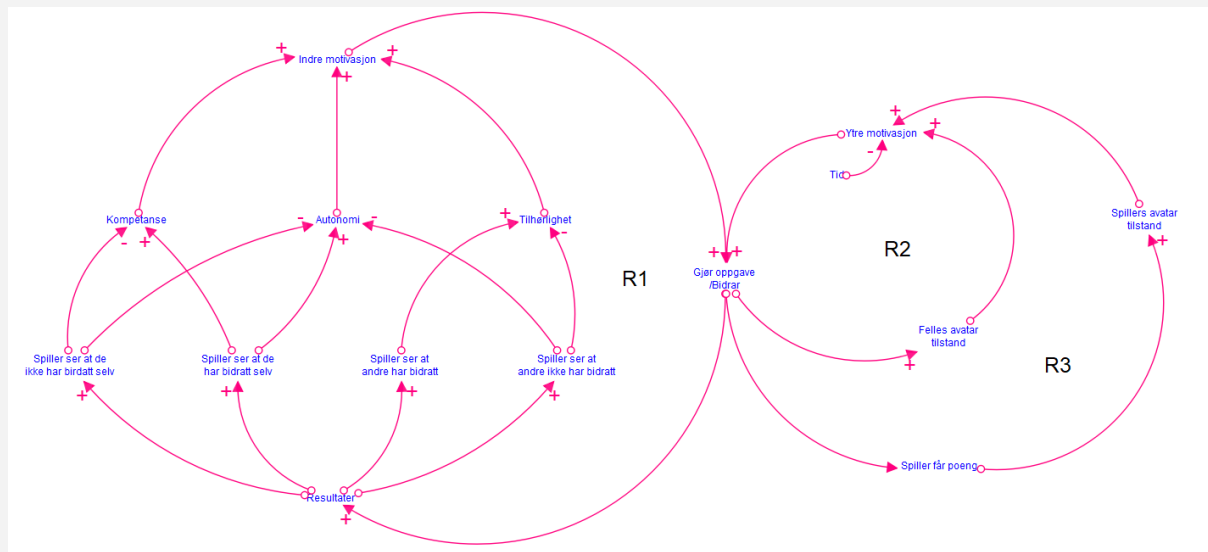 +
+
Indre motivasjon
+
+
+
Ytre motivasjon
-
Tid
Kompetanse
-
Autonomi
-
+
Tilhørlighet
Spillers avatar
tilstand
-
+
+
-
+
R1
+
+
Gjør oppgave
/Bidrar
R2
Felles avatar
tilstand
+
R3
Spiller ser at de
ikke har birdatt selv
Spiller ser at de
har bidratt selv
Spiller ser at
andre har bidratt
Spiller ser at
andre ikke har bidratt
+
+
+
+
Spiller får poeng
Resultater
+